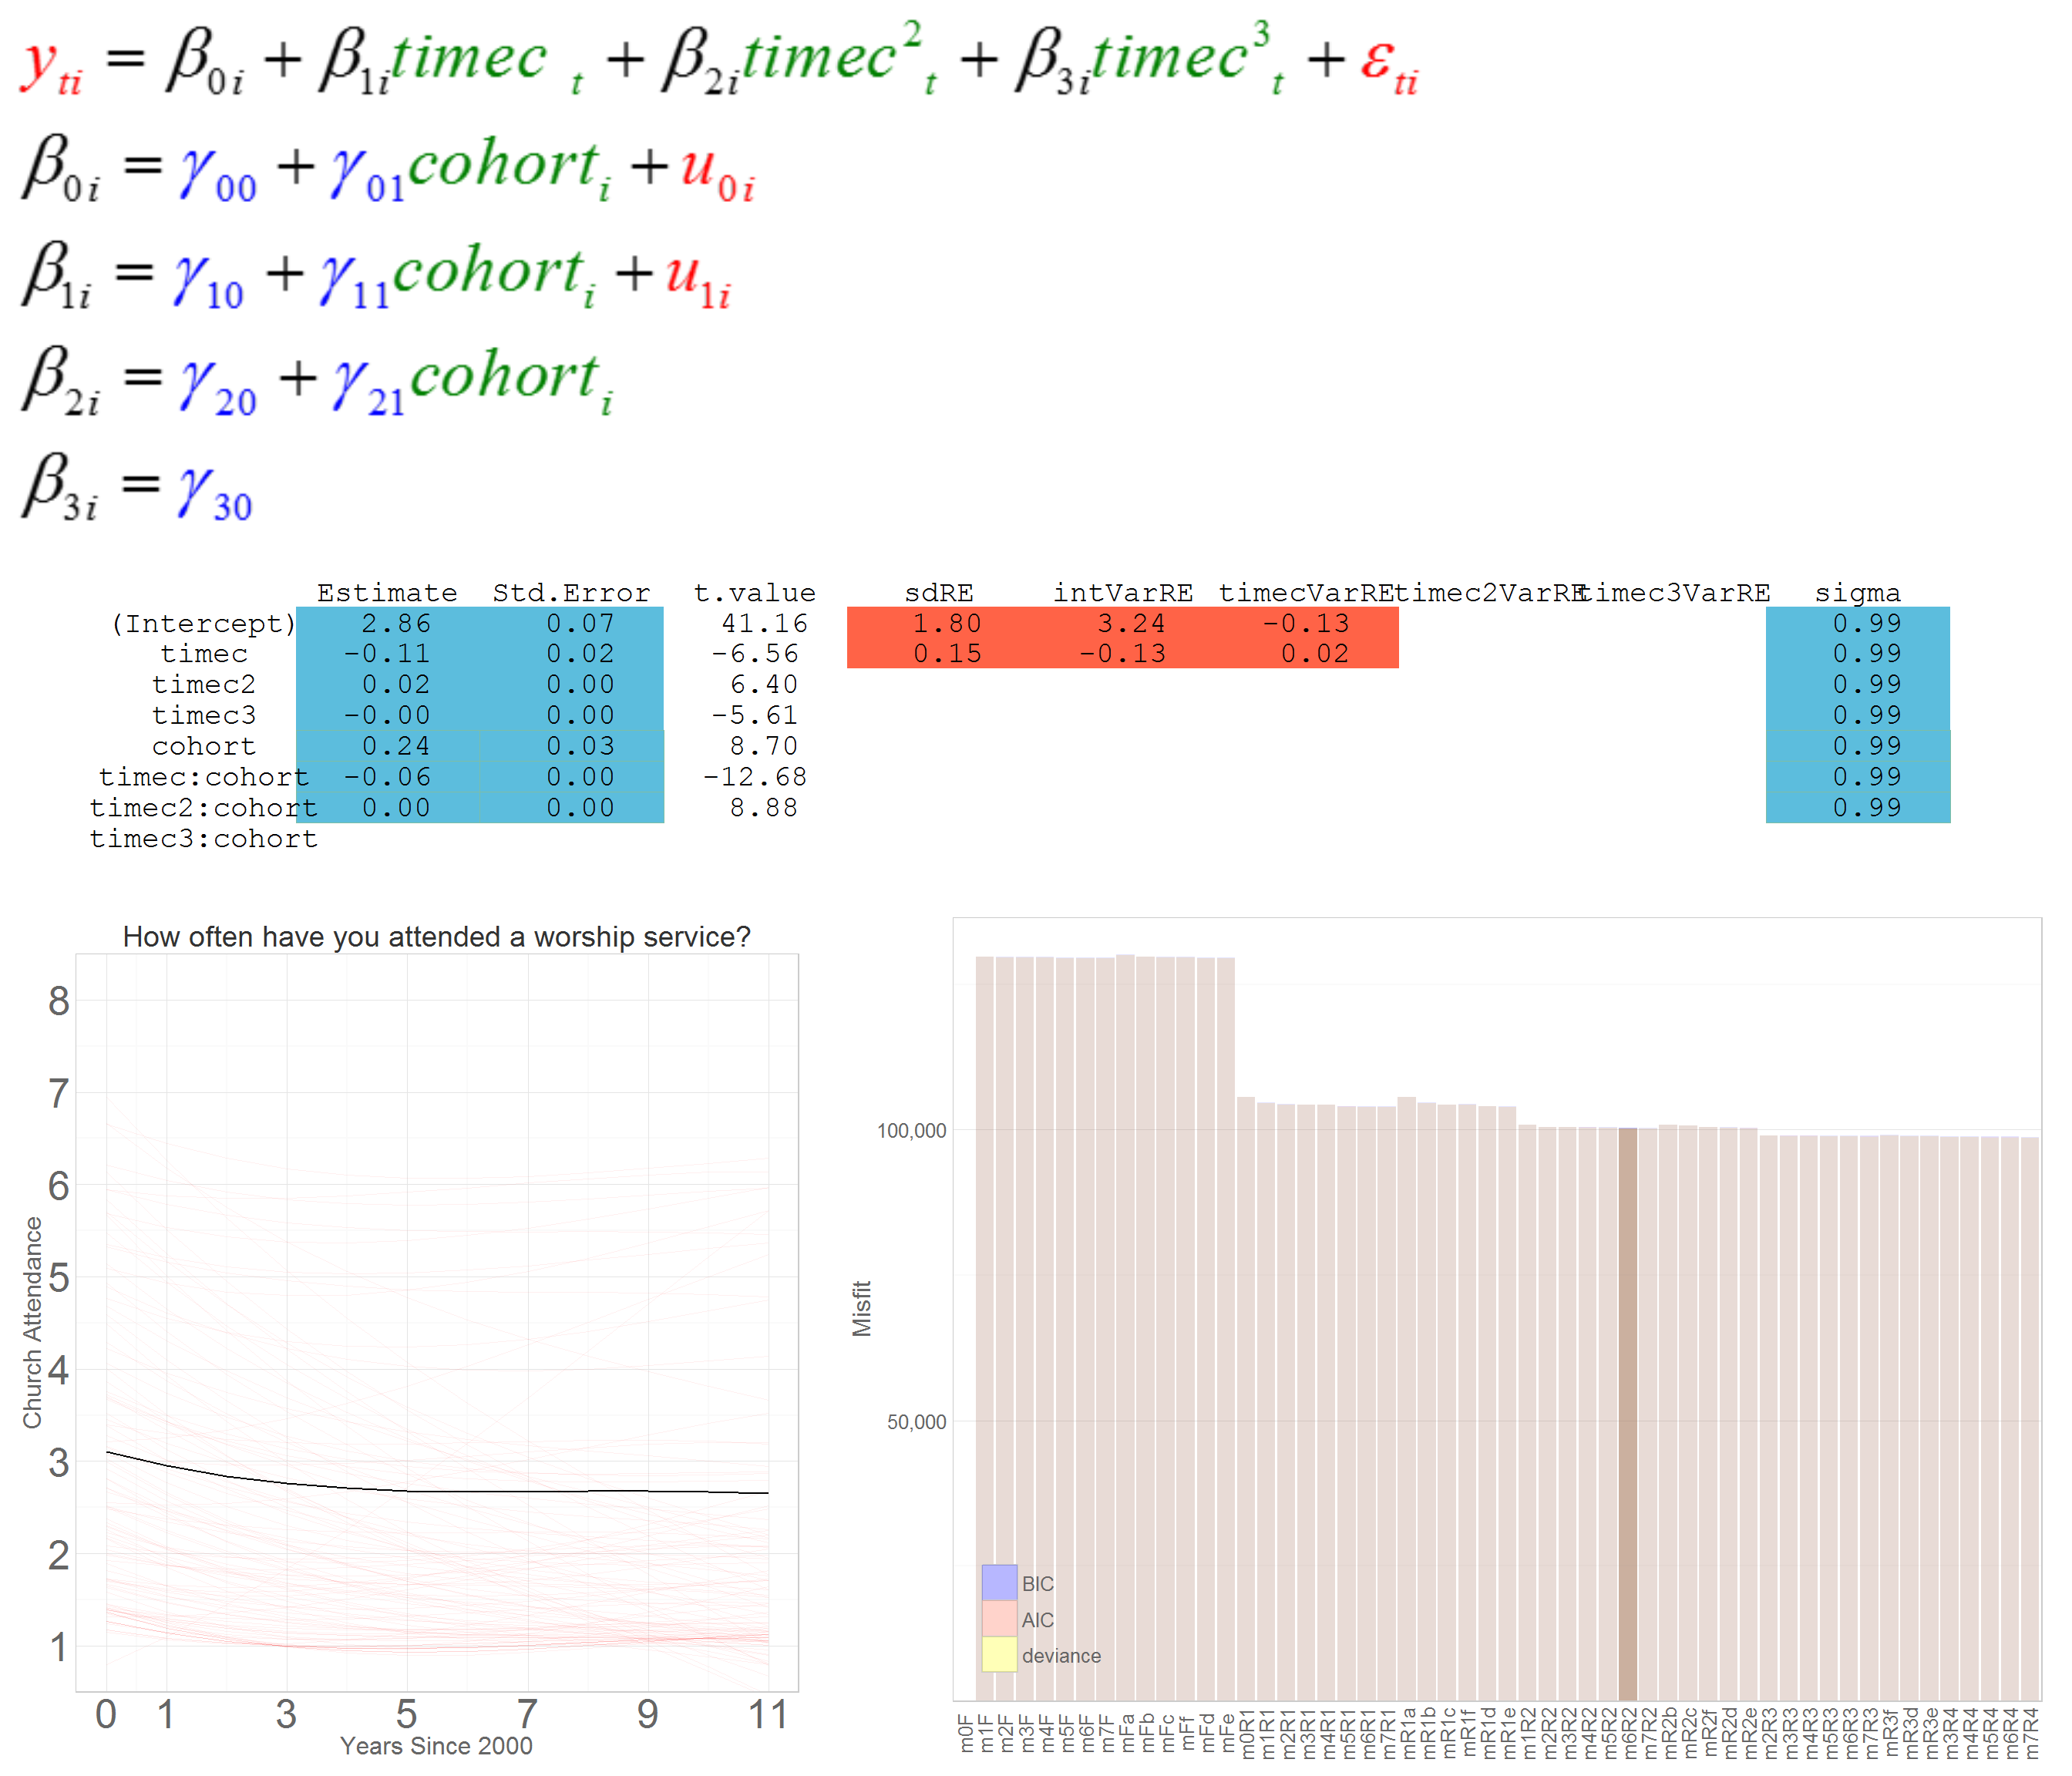 y_ti = β_0i + β_1i timec_t + β_2i timec²_t + β_3i timec³_t + ε_ti
β_0i = γ_00 + γ_01 cohort_i + u_0i
β_1i = γ_10 + γ_11 cohort_i + u_1i
β_2i = γ_20 + γ_21 cohort_i
β_3i = γ_30
Estimate Std.Error t.value sdRE intVarRE timecVarRE timec2VarRE timec3VarRE sigma
(Intercept) 2.86 0.07 41.16 1.80 3.24 -0.13 0.99
timec -0.11 0.02 -6.56 0.15 -0.13 0.02 0.99
timec2 0.02 0.00 6.40 0.99
timec3 -0.00 0.00 -5.61 0.99
cohort 0.24 0.03 8.70 0.99
timec:cohort -0.06 0.00 -12.68 0.99
timec2:cohort 0.00 0.00 8.88 0.99
timec3:cohort
How often have you attended a worship service?
Church Attendance
8
7
6
5
4
3
2
1
0 1 3 5 7 9 11
Years Since 2000
Misfit
100,000
50,000
BIC
AIC
deviance
m0F m1F m2F m3F m4F m5F m6F m7F mFa mFb mFc mFf mFd mFe m0R1 m1R1 m2R1 m3R1 m4R1 m5R1 m6R1 m7R1 mR1a mR1b mR1c mR1f mR1d mR1e m1R2 m2R2 m3R2 m4R2 m5R2 m6R2 m7R2 mR2b mR2c mR2f mR2d mR2e m2R3 m3R3 m4R3 m5R3 m6R3 m7R3 mR3f mR3d mR3e m3R4 m4R4 m5R4 m6R4 m7R4